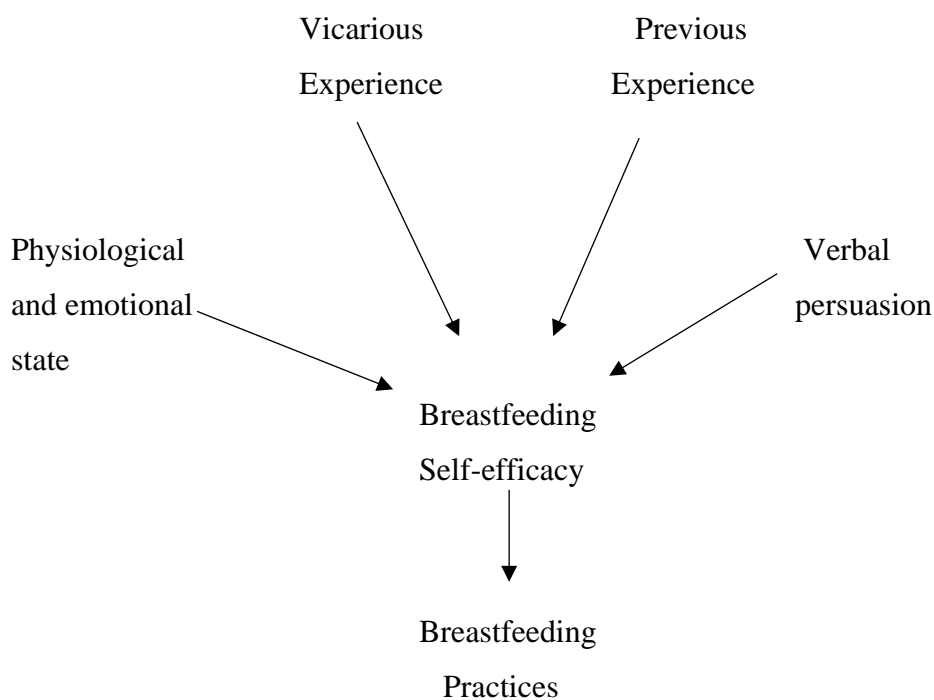 Vicarious
Experience
Previous
Experience
Physiological
and emotional
state
Verbal
persuasion
Breastfeeding
Self-efficacy
Breastfeeding
Practices